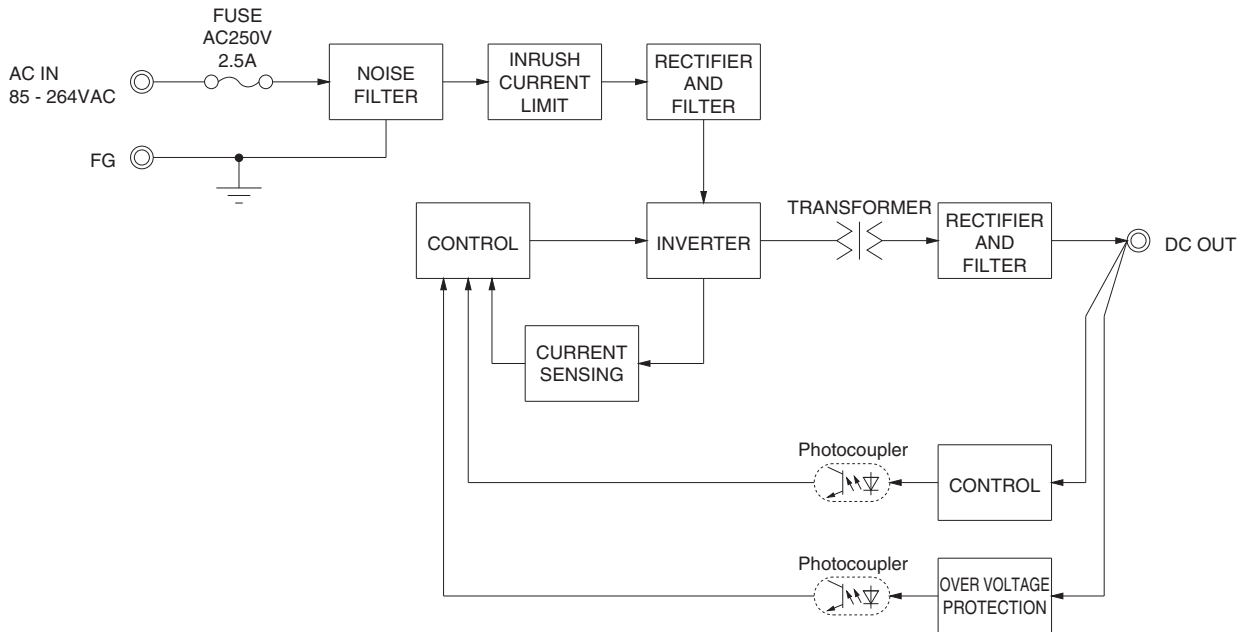 FUSE
AC250V
2.5A
AC IN
85 - 264VAC
NOISE
FILTER
INRUSH
CURRENT
LIMIT
RECTIFIER
AND
FILTER
FG
CONTROL
INVERTER
TRANSFORMER
RECTIFIER
AND
FILTER
DC OUT
CURRENT
SENSING
Photocoupler
CONTROL
Photocoupler
OVER VOLTAGE
PROTECTION